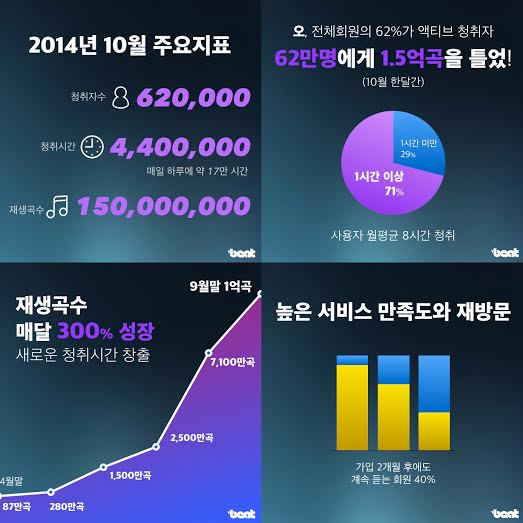 2014년 10월 주요지표
청취자수 620,000
청취시간 4,400,000
매일 하루에 약 17만 시간
재생곡수 150,000,000
'beat
오, 전체회원의 62%가 액티브 청취자
62만명에게 1.5억곡을 틀었!
(10월 한달간)
1시간 미만
29%
1시간 이상
71%
사용자 월평균 8시간 청취
'beat
재생곡수
매달 300% 성장
새로운 청취시간 창출
9월말 1억곡
7,100만곡
2,500만곡
1,500만곡
4월말
87만곡
280만곡
'beat
높은 서비스 만족도와 재방문
가입 2개월 후에도
계속 듣는 회원 40%
'beat